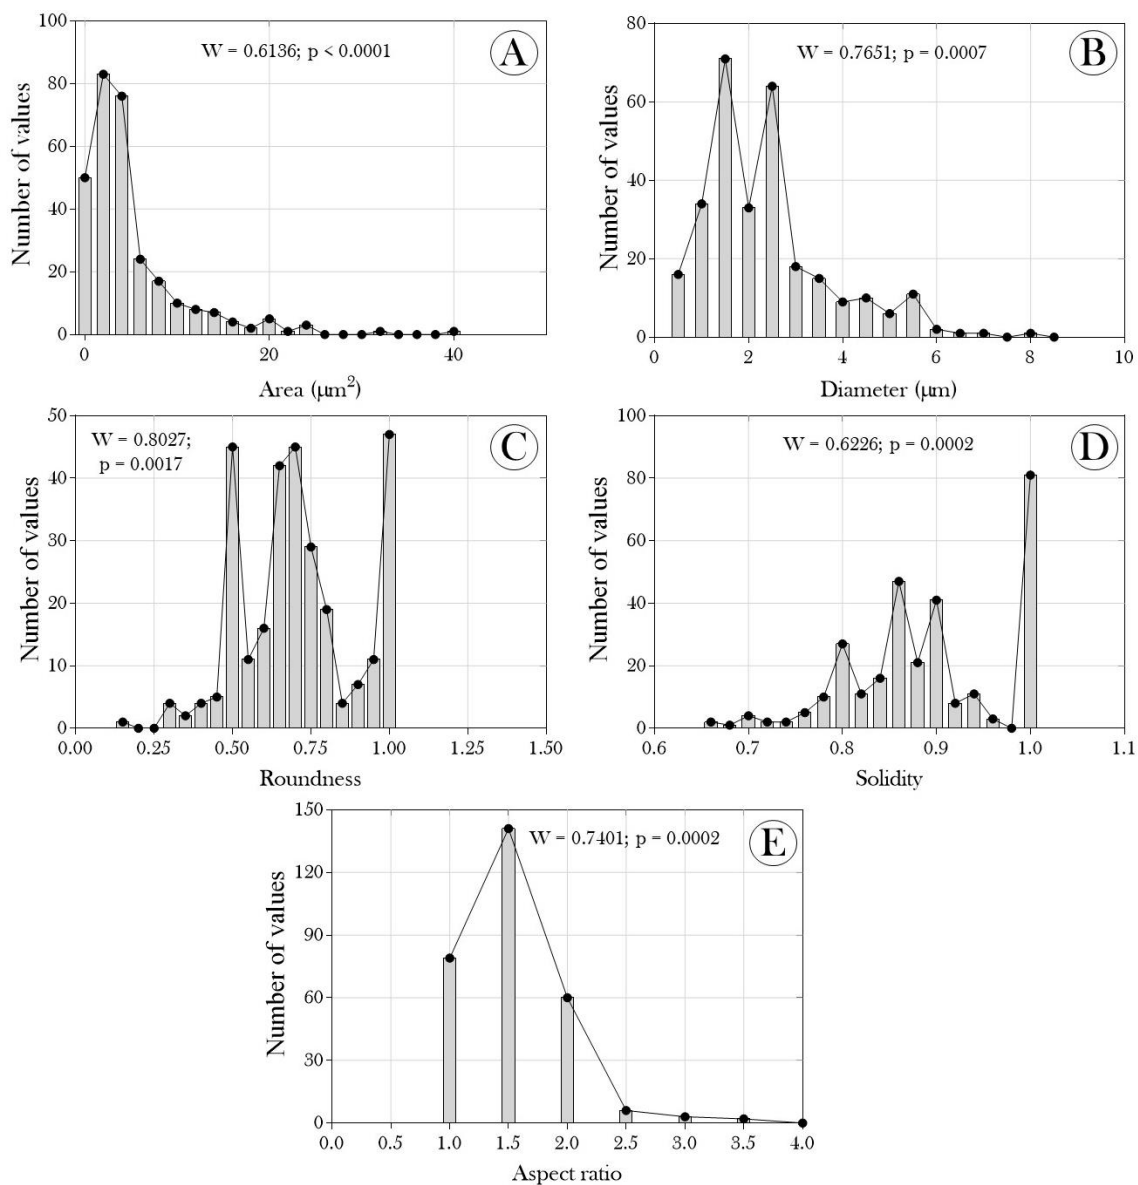 100
80
60
40
20
0
Number of values
W = 0.6136; p < 0.0001
A
0 20 40
Area (μm²)
80
60
40
20
0
Number of values
W = 0.7651; p = 0.0007
B
0 2 4 6 8 10
Diameter (μm)
50
40
30
20
10
0
Number of values
W = 0.8027;
p = 0.0017
C
0.00 0.25 0.50 0.75 1.00 1.25 1.50
Roundness
100
80
60
40
20
0
Number of values
W = 0.6226; p = 0.0002
D
0.6 0.7 0.8 0.9 1.0 1.1
Solidity
150
120
90
60
30
0
Number of values
W = 0.7401; p = 0.0002
E
0.0 0.5 1.0 1.5 2.0 2.5 3.0 3.5 4.0
Aspect ratio